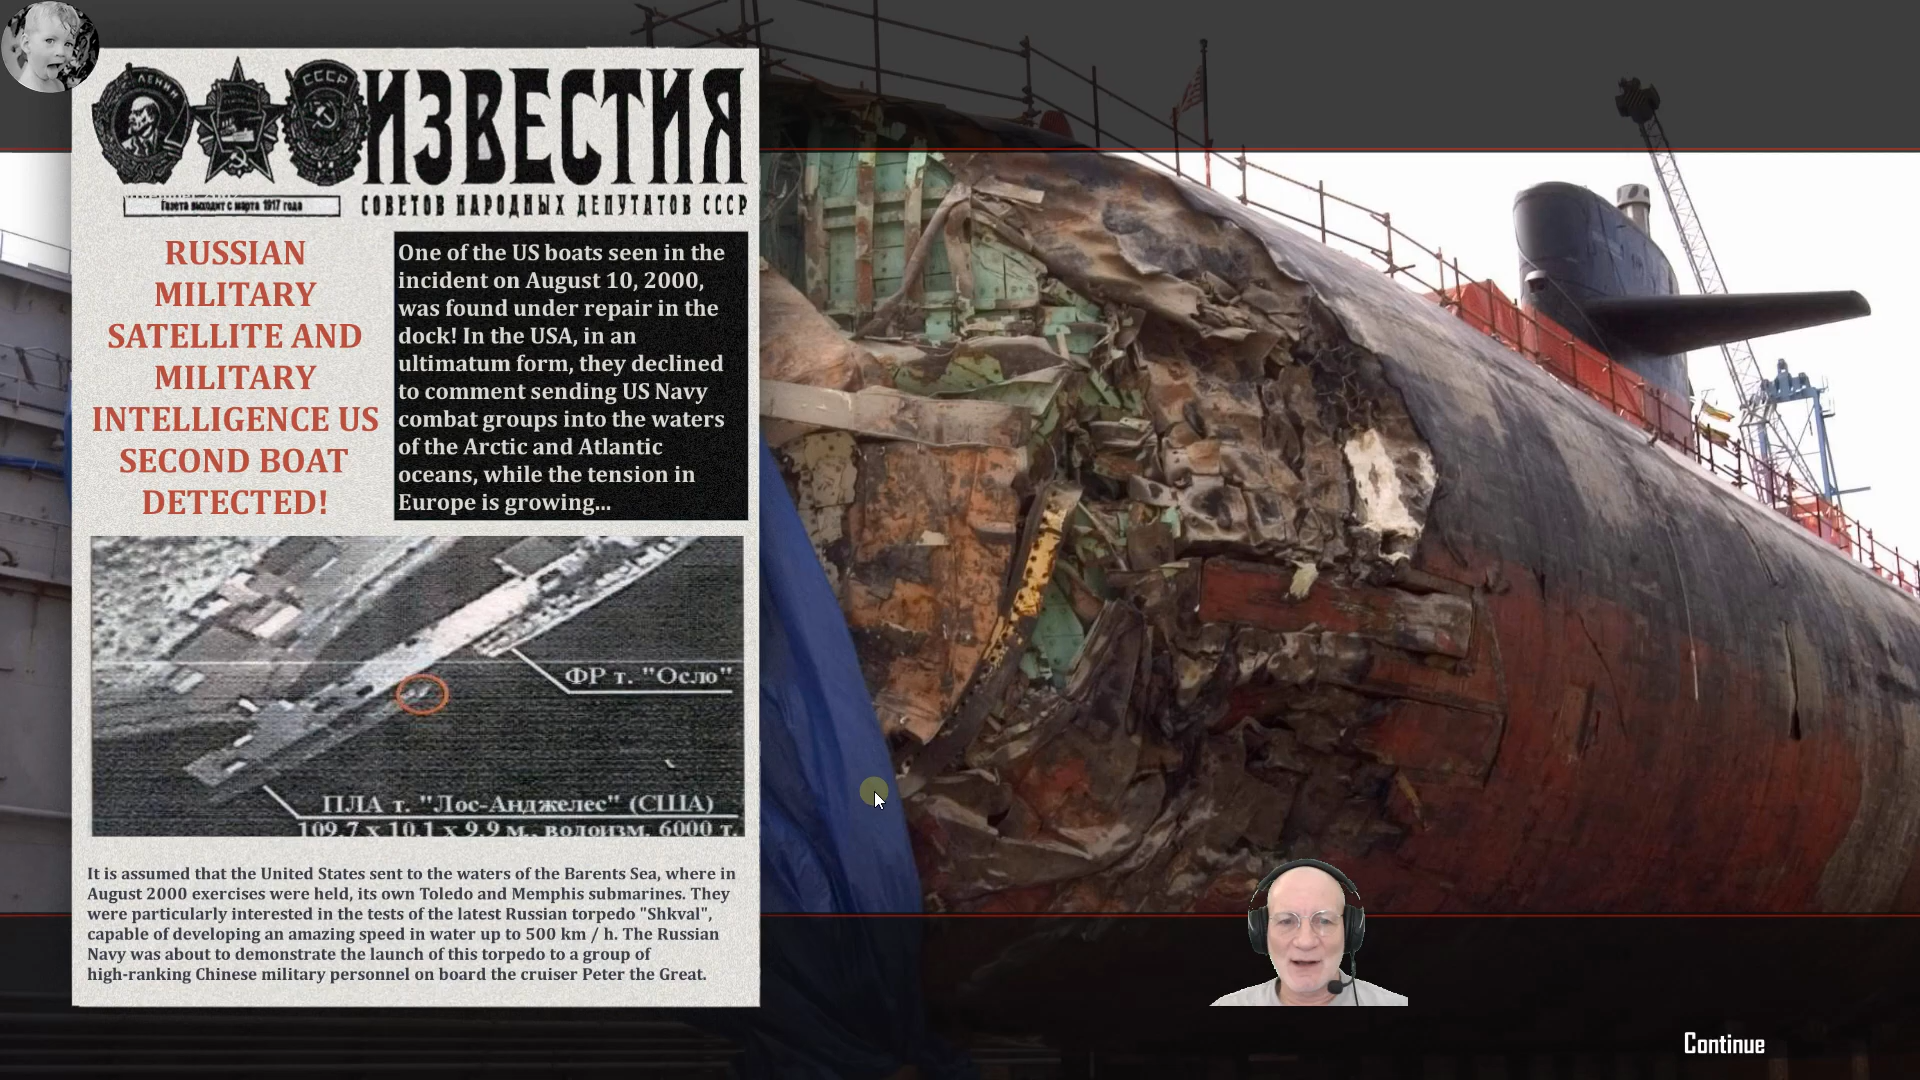 ЛЕНИН
СССР
ИЗВЕСТИЯ
Газета выходит с марта 1917 года
СОВЕТОВ НАРОДНЫХ ДЕПУТАТОВ СССР
RUSSIAN
MILITARY
SATELLITE AND
MILITARY
INTELLIGENCE US
SECOND BOAT
DETECTED!
One of the US boats seen in the
incident on August 10, 2000,
was found under repair in the
dock! In the USA, in an
ultimatum form, they declined
to comment sending US Navy
combat groups into the waters
of the Arctic and Atlantic
oceans, while the tension in
Europe is growing...
ФР т. "Осло"
ПЛА т. "Лос-Анджелес" (США)
109,7 x 10,1 x 9,9 м., водоизм. 6000 т.
It is assumed that the United States sent to the waters of the Barents Sea, where in
August 2000 exercises were held, its own Toledo and Memphis submarines. They
were particularly interested in the tests of the latest Russian torpedo "Shkval",
capable of developing an amazing speed in water up to 500 km / h. The Russian
Navy was about to demonstrate the launch of this torpedo to a group of
high-ranking Chinese military personnel on board the cruiser Peter the Great.
Continue